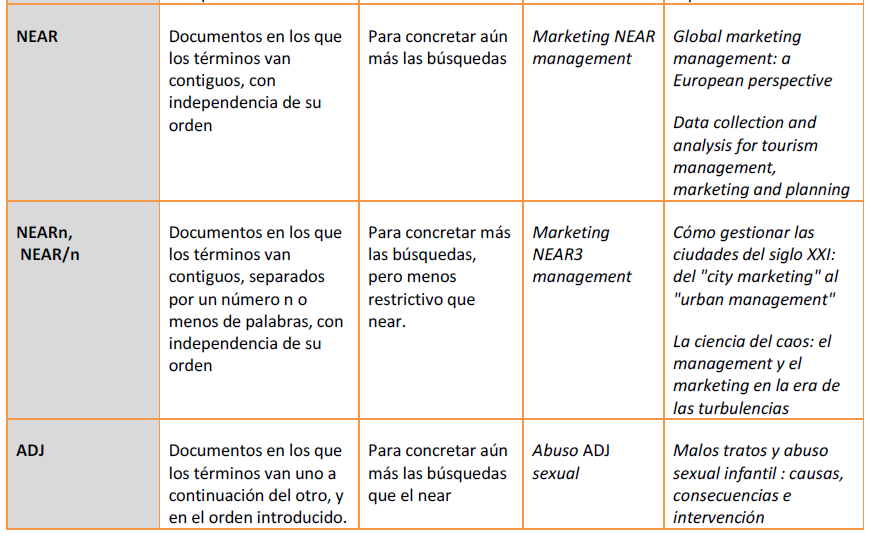 NEAR
Documentos en los que
los términos van
contiguos, con
independencia de su
orden
Para concretar aún
más las búsquedas
Marketing NEAR
management
Global marketing
management: a
European perspective
Data collection and
analysis for tourism
management,
marketing and planning
NEARn,
NEAR/n
Documentos en los que
los términos van
contiguos, separados
por un número n o
menos de palabras, con
independencia de su
orden
Para concretar más
las búsquedas,
pero menos
restrictivo que
near.
Marketing
NEAR3
management
Cómo gestionar las
ciudades del siglo XXI:
del "city marketing" al
"urban management"
La ciencia del caos: el
management y el
marketing en la era de
las turbulencias
ADJ
Documentos en los que
los términos van uno a
continuación del otro, y
en el orden introducido.
Para concretar aún
más las búsquedas
que el near
Abuso ADJ
sexual
Malos tratos y abuso
sexual infantil : causas,
consecuencias e
intervención